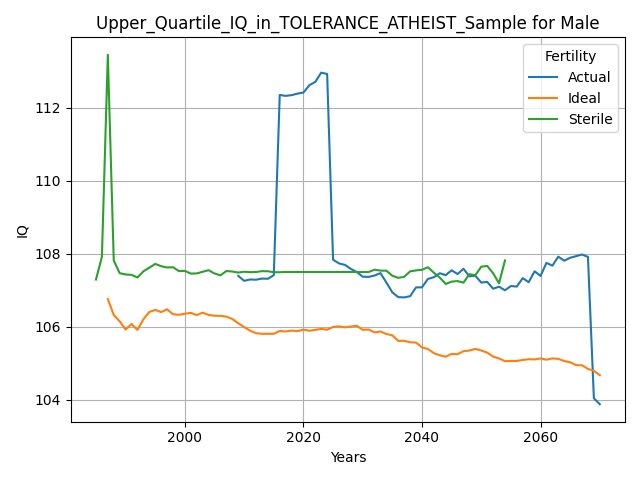 Upper_Quartile_IQ_in_TOLERANCE_ATHEIST_Sample for Male
Fertility
Actual
Ideal
Sterile
112
110
108
106
104
IQ
2000
2020
2040
2060
Years